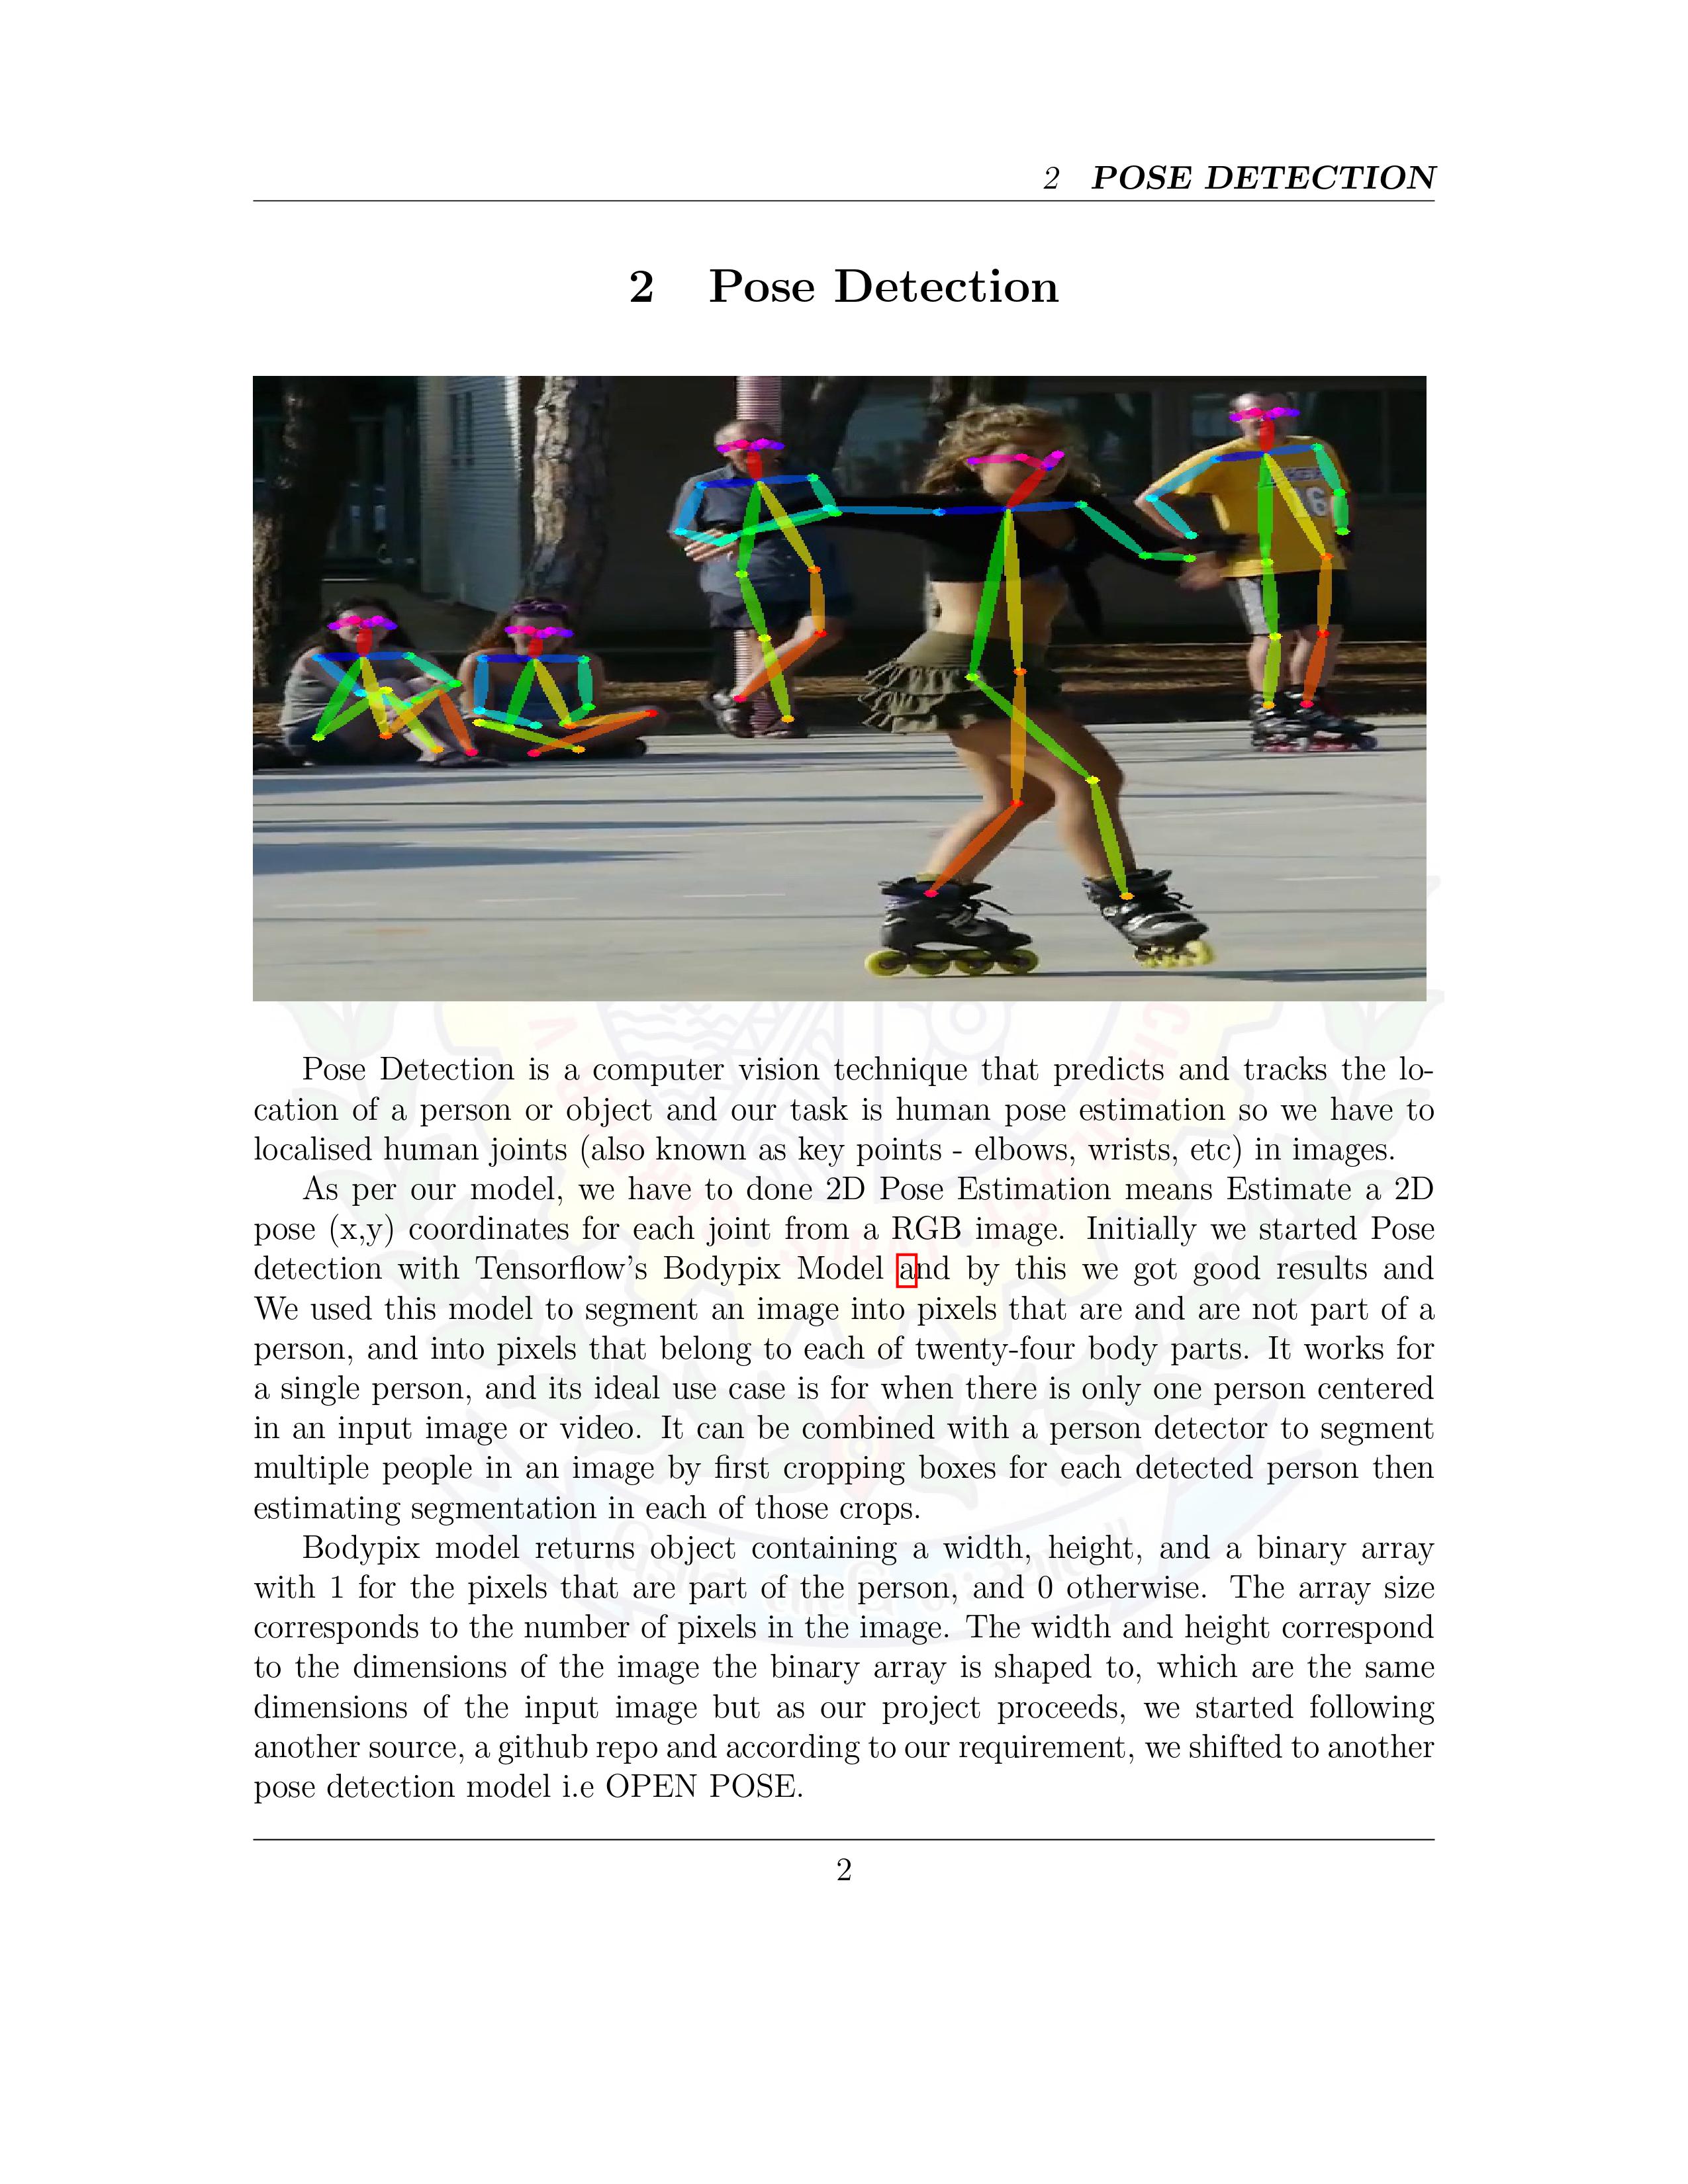 2 POSE DETECTION
2 Pose Detection
Pose Detection is a computer vision technique that predicts and tracks the lo-
cation of a person or object and our task is human pose estimation so we have to
localised human joints (also known as key points - elbows, wrists, etc) in images.
As per our model, we have to done 2D Pose Estimation means Estimate a 2D
pose (x,y) coordinates for each joint from a RGB image. Initially we started Pose
detection with Tensorflow's Bodypix Model and by this we got good results and
We used this model to segment an image into pixels that are and are not part of a
person, and into pixels that belong to each of twenty-four body parts. It works for
a single person, and its ideal use case is for when there is only one person centered
in an input image or video. It can be combined with a person detector to segment
multiple people in an image by first cropping boxes for each detected person then
estimating segmentation in each of those crops.
Bodypix model returns object containing a width, height, and a binary array
with 1 for the pixels that are part of the person, and 0 otherwise. The array size
corresponds to the number of pixels in the image. The width and height correspond
to the dimensions of the image the binary array is shaped to, which are the same
dimensions of the input image but as our project proceeds, we started following
another source, a github repo and according to our requirement, we shifted to another
pose detection model i.e OPEN POSE.
2